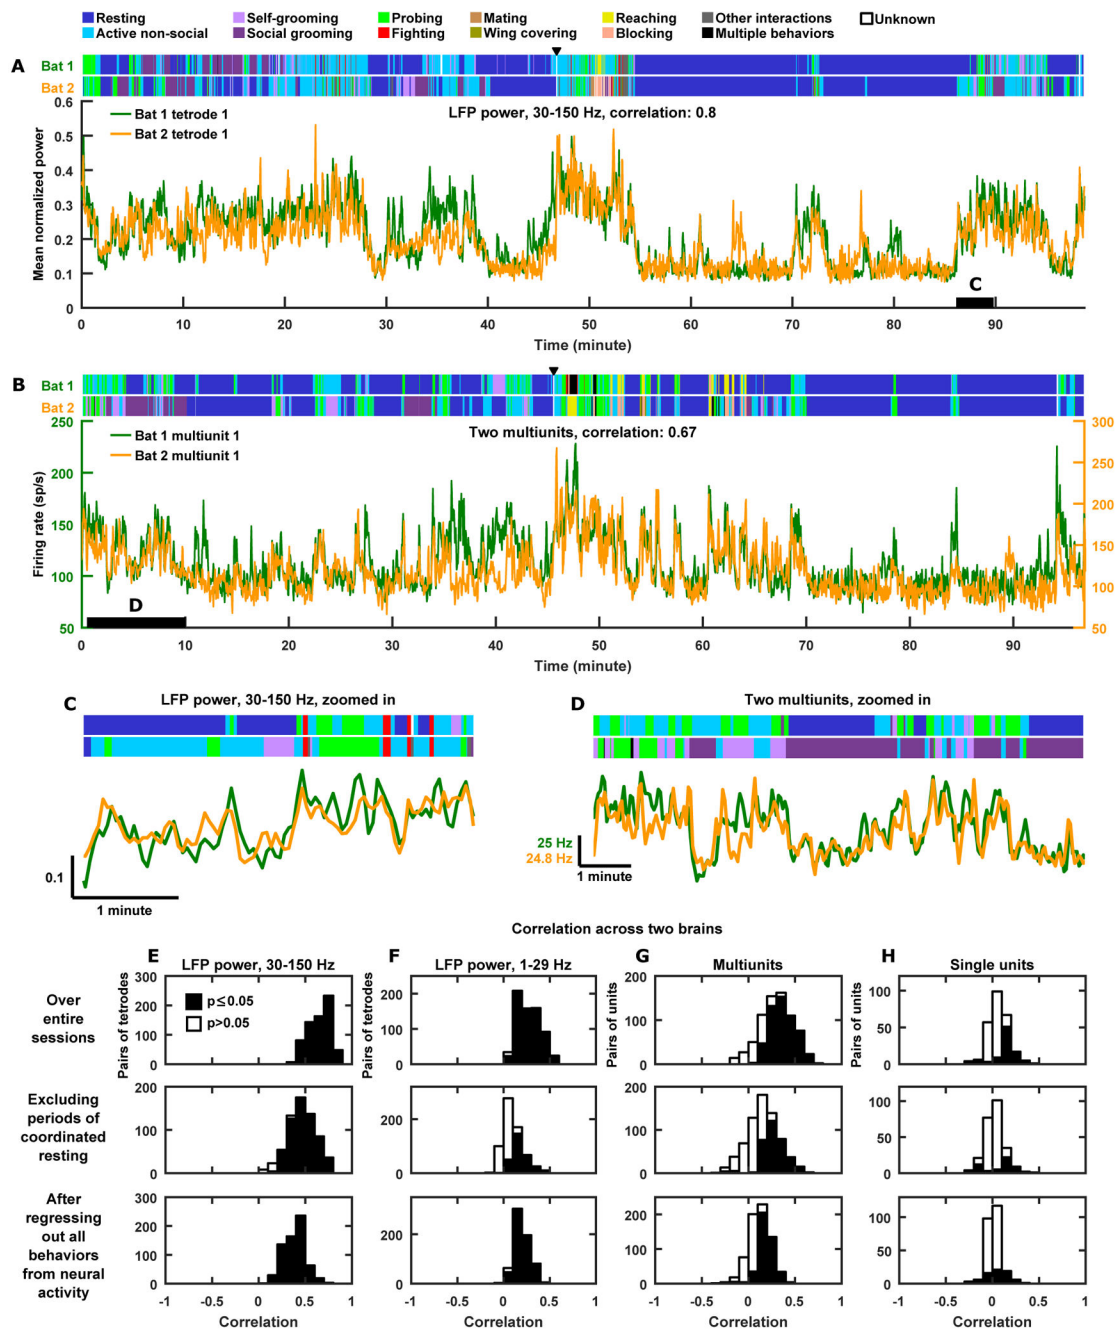 Resting Self-grooming Probing Mating Reaching Other interactions Unknown
Active non-social Social grooming Fighting Wing covering Blocking Multiple behaviors
A
Bat 1
Bat 2
LFP power, 30-150 Hz, correlation: 0.8
Bat 1 tetrode 1
Bat 2 tetrode 1
Mean normalized power
0.6
0.5
0.4
0.3
0.2
0.1
0
C
0 10 20 30 40 50 60 70 80 90
Time (minute)
B
Bat 1
Bat 2
Two multiunits, correlation: 0.67
Bat 1 multiunit 1
Bat 2 multiunit 1
Firing rate (sp/s)
250
200
150
100
50
300
250
200
150
100
50
D
0 10 20 30 40 50 60 70 80 90
Time (minute)
C LFP power, 30-150 Hz, zoomed in
0.1
1 minute
D Two multiunits, zoomed in
25 Hz
24.8 Hz
1 minute
Correlation across two brains
E LFP power, 30-150 Hz
F LFP power, 1-29 Hz
G Multiunits
H Single units
Over
entire
sessions
Pairs of tetrodes
300
200
100
0
p≤0.05
p>0.05
Pairs of tetrodes
200
100
0
Pairs of units
200
100
0
Pairs of units
100
50
0
Excluding
periods of
coordinated
resting
200
100
0
200
0
200
100
0
100
50
0
After
regressing
out all
behaviors
from neural
activity
300
200
100
0
200
0
200
100
0
100
50
0
-1 -0.5 0 0.5 1
Correlation
-1 -0.5 0 0.5 1
Correlation
-1 -0.5 0 0.5 1
Correlation
-1 -0.5 0 0.5 1
Correlation